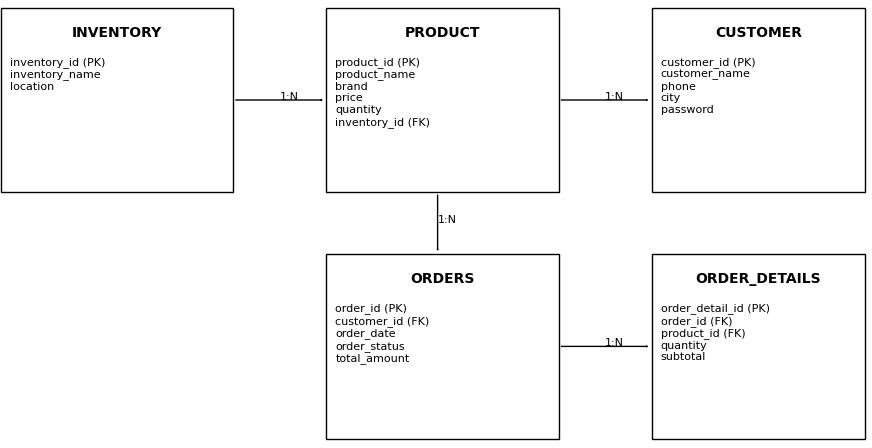 INVENTORY
inventory_id (PK)
inventory_name
location
1:N
PRODUCT
product_id (PK)
product_name
brand
price
quantity
inventory_id (FK)
1:N
CUSTOMER
customer_id (PK)
customer_name
phone
city
password
1:N
ORDERS
order_id (PK)
customer_id (FK)
order_date
order_status
total_amount
1:N
ORDER_DETAILS
order_detail_id (PK)
order_id (FK)
product_id (FK)
quantity
subtotal